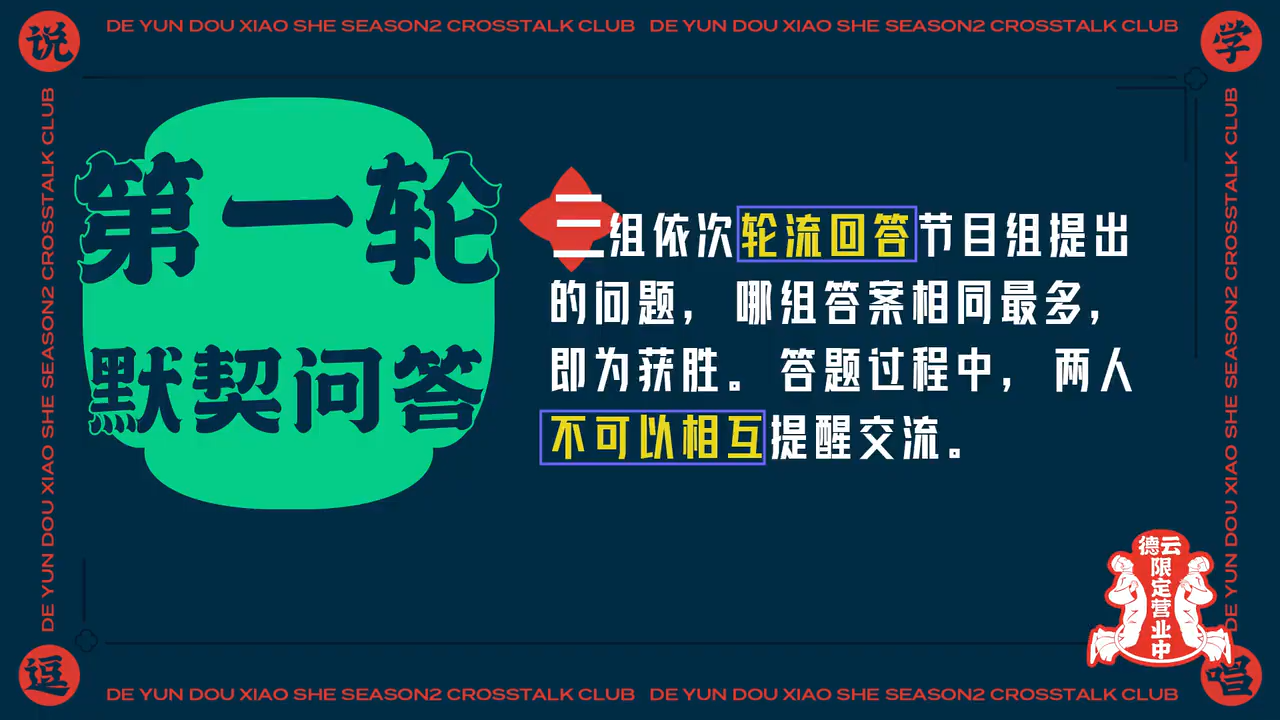 说
DE YUN DOU XIAO SHE SEASON2 CROSSTALK CLUB DE YUN DOU XIAO SHE SEASON2 CROSSTALK CLUB
学
DE YUN DOU XIAO SHE SEASON2 CROSSTALK CLUB
第一轮
默契问答
三组依次轮流回答节目组提出
的问题，哪组答案相同最多，
即为获胜。答题过程中，两人
不可以相互提醒交流。
DE YUN DOU XIAO SHE SEASON2 CROSSTALK CLUB
德云
限定营业中
逗
DE YUN DOU XIAO SHE SEASON2 CROSSTALK CLUB DE YUN DOU XIAO SHE SEASON2 CROSSTALK CLUB
唱